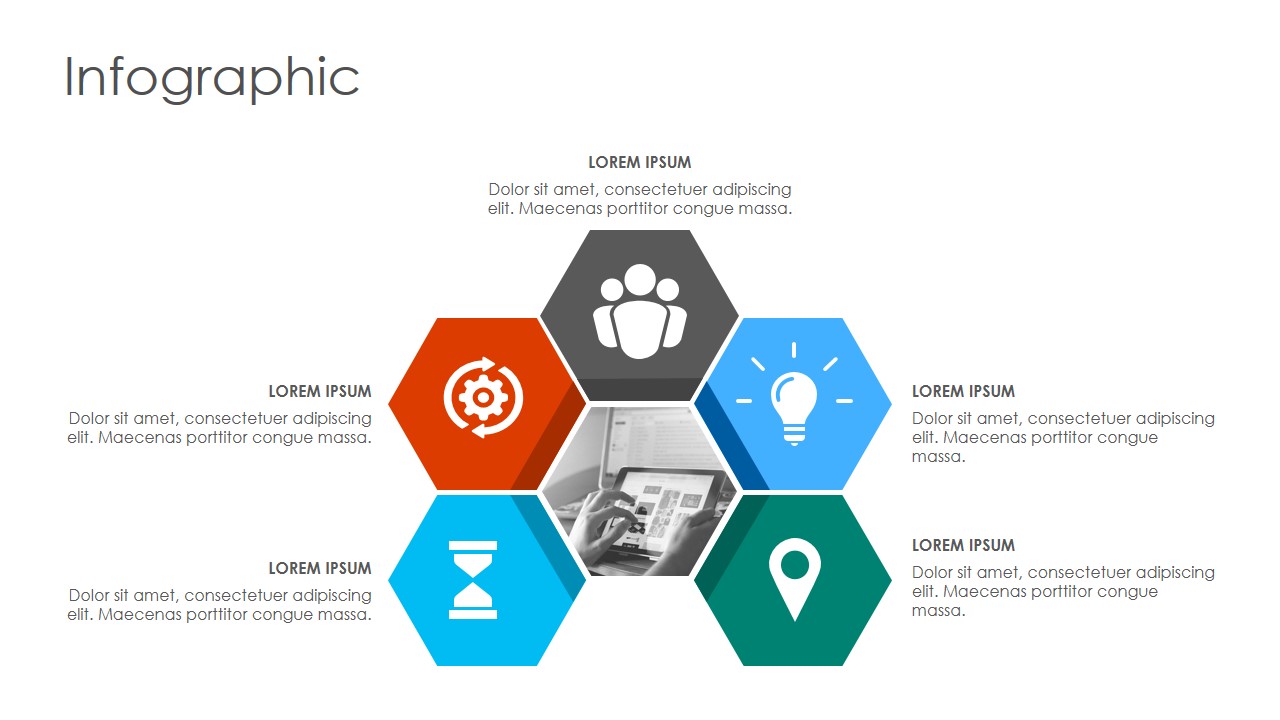 Infographic
LOREM IPSUM
Dolor sit amet, consectetuer adipiscing
elit. Maecenas porttitor congue massa.
LOREM IPSUM
Dolor sit amet, consectetuer adipiscing
elit. Maecenas porttitor congue massa.
LOREM IPSUM
Dolor sit amet, consectetuer adipiscing
elit. Maecenas porttitor congue
massa.
LOREM IPSUM
Dolor sit amet, consectetuer adipiscing
elit. Maecenas porttitor congue massa.
LOREM IPSUM
Dolor sit amet, consectetuer adipiscing
elit. Maecenas porttitor congue
massa.